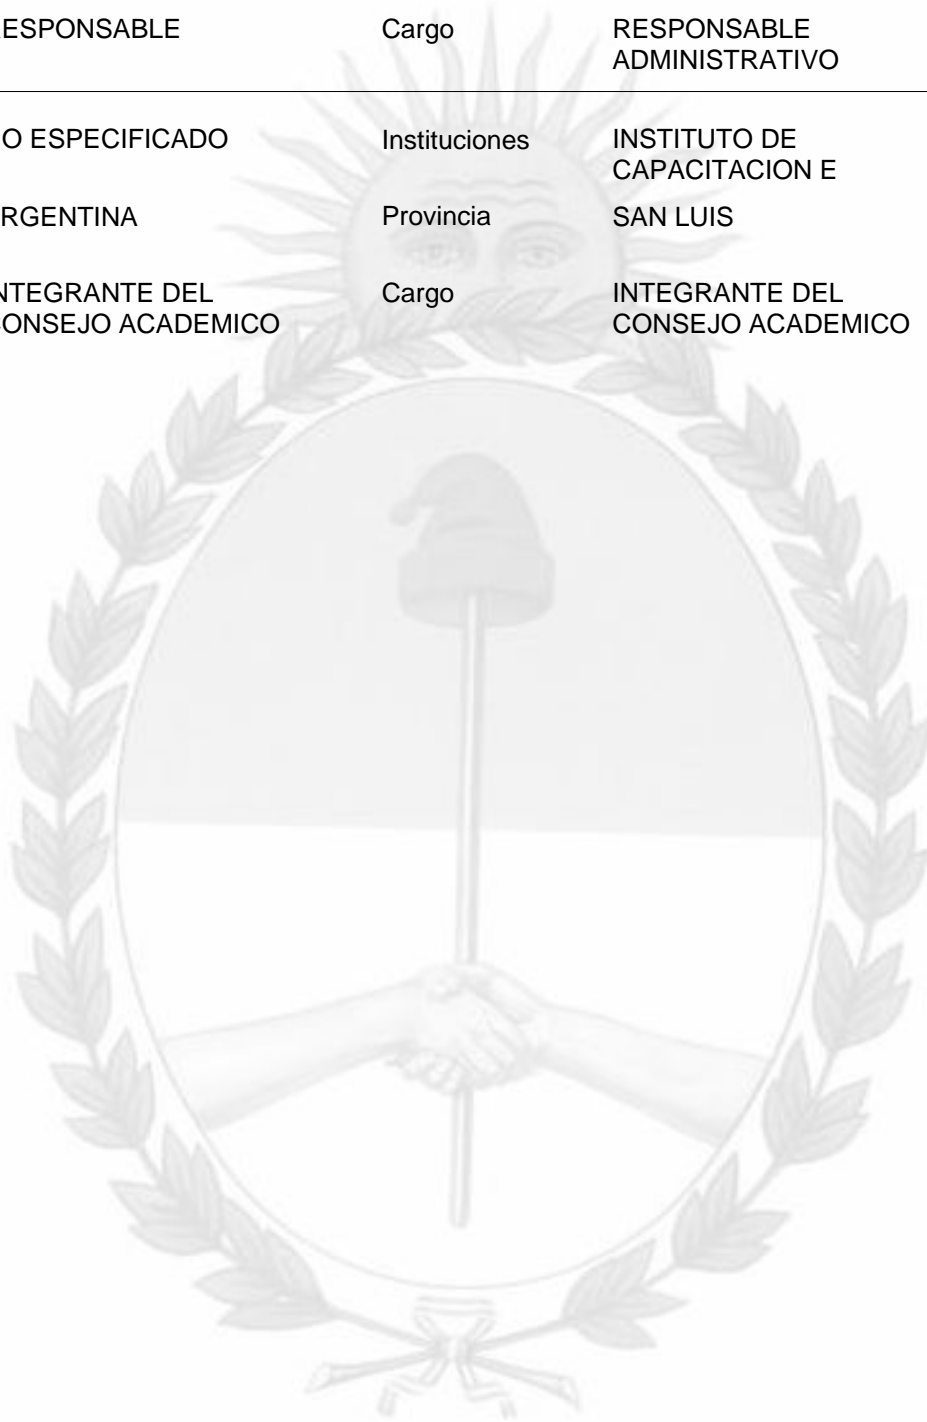 ESPONSABLE Cargo RESPONSABLE
ADMINISTRATIVO
O ESPECIFICADO Instituciones INSTITUTO DE
CAPACITACION E
RGENTINA Provincia SAN LUIS
NTEGRANTE DEL Cargo INTEGRANTE DEL
ONSEJO ACADEMICO CONSEJO ACADEMICO